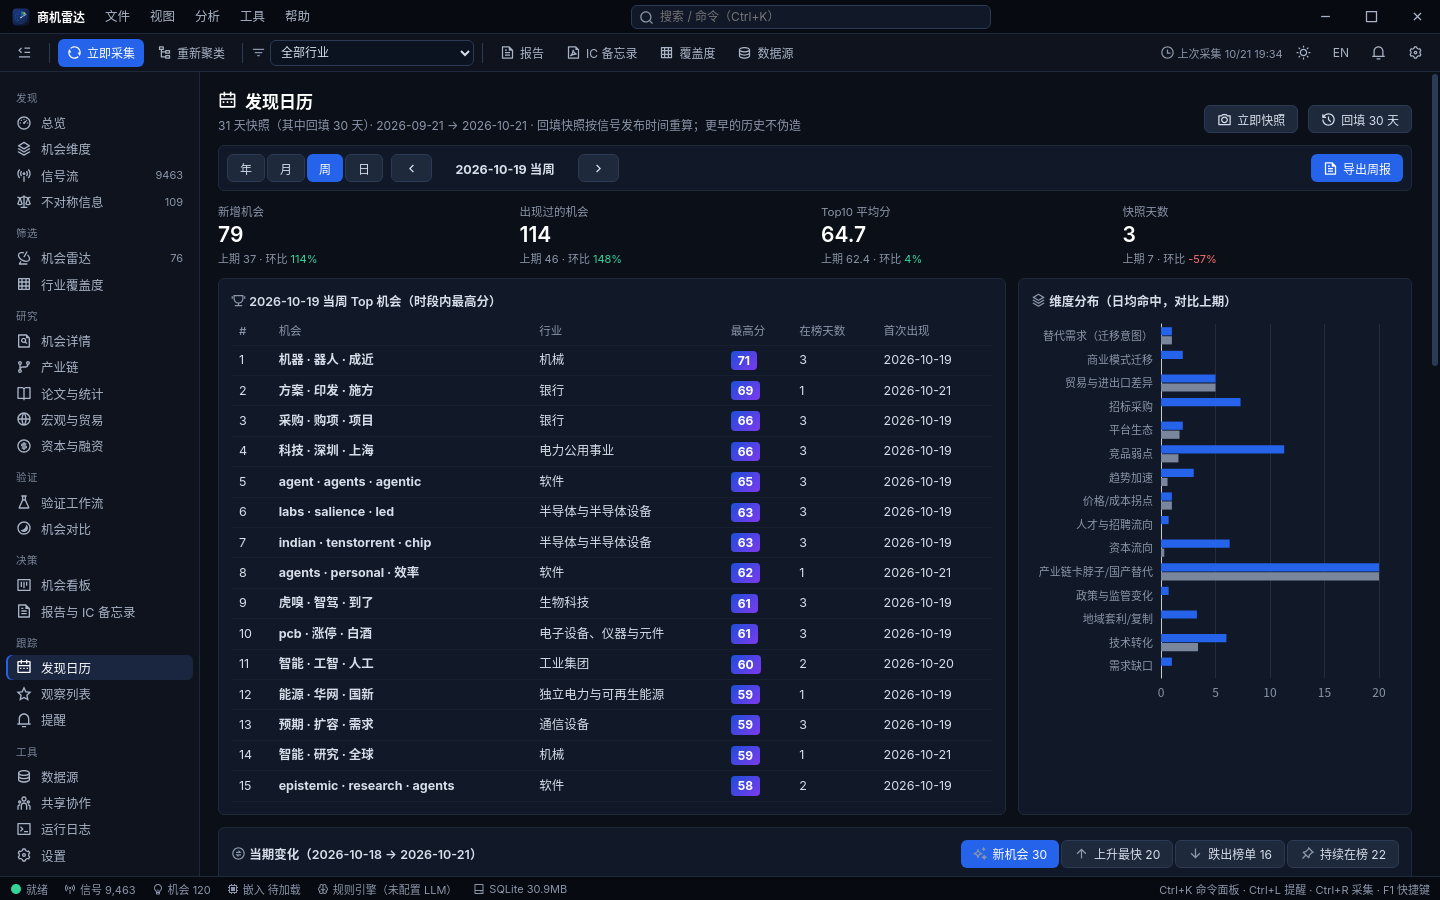 商机雷达 文件 视图 分析 工具 帮助 搜索 / 命令（Ctrl+K）
立即采集 重新聚类 全部行业 报告 IC 备忘录 覆盖度 数据源 上次采集 10/21 19:34 EN
发现
总览
机会维度
信号流 9463
不对称信息 109
筛选
机会雷达 76
行业覆盖度
研究
机会详情
产业链
论文与统计
宏观与贸易
资本与融资
验证
验证工作流
机会对比
决策
机会看板
报告与 IC 备忘录
跟踪
发现日历
观察列表
提醒
工具
数据源
共享协作
运行日志
设置
发现日历
31 天快照（其中回填 30 天）· 2026-09-21 → 2026-10-21 · 回填快照按信号发布时间重算；更早的历史不伪造
立即快照 回填 30 天
年 月 周 日 2026-10-19 当周 导出周报
新增机会 出现过的机会 Top10 平均分 快照天数
79 114 64.7 3
上期 37 · 环比 114% 上期 46 · 环比 148% 上期 62.4 · 环比 4% 上期 7 · 环比 -57%
2026-10-19 当周 Top 机会（时段内最高分）
# 机会 行业 最高分 在榜天数 首次出现
1 机器 · 器人 · 成近 机械 71 3 2026-10-19
2 方案 · 印发 · 施方 银行 69 1 2026-10-21
3 采购 · 购项 · 项目 银行 66 3 2026-10-19
4 科技 · 深圳 · 上海 电力公用事业 66 3 2026-10-19
5 agent · agents · agentic 软件 65 3 2026-10-19
6 labs · salience · led 半导体与半导体设备 63 3 2026-10-19
7 indian · tenstorrent · chip 半导体与半导体设备 63 3 2026-10-19
8 agents · personal · 效率 软件 62 1 2026-10-21
9 虎嗅 · 智驾 · 到了 生物科技 61 3 2026-10-19
10 pcb · 涨停 · 白酒 电子设备、仪器与元件 61 3 2026-10-19
11 智能 · 工智 · 人工 工业集团 60 2 2026-10-20
12 能源 · 华网 · 国新 独立电力与可再生能源 59 1 2026-10-19
13 预期 · 扩容 · 需求 通信设备 59 3 2026-10-19
14 智能 · 研究 · 全球 机械 59 1 2026-10-21
15 epistemic · research · agents 软件 58 2 2026-10-19
维度分布（日均命中，对比上期）
替代需求（迁移意图）
商业模式迁移
贸易与进出口差异
招标采购
平台生态
竞品弱点
趋势加速
价格/成本拐点
人才与招聘流向
资本流向
产业链卡脖子/国产替代
政策与监管变化
地域套利/复制
技术转化
需求缺口
0 5 10 15 20
当期变化（2026-10-18 → 2026-10-21）
新机会 30 上升最快 20 跌出榜单 16 持续在榜 22
就绪 信号 9,463 机会 120 嵌入 待加载 规则引擎（未配置 LLM） SQLite 30.9MB Ctrl+K 命令面板 · Ctrl+L 提醒 · Ctrl+R 采集 · F1 快捷键